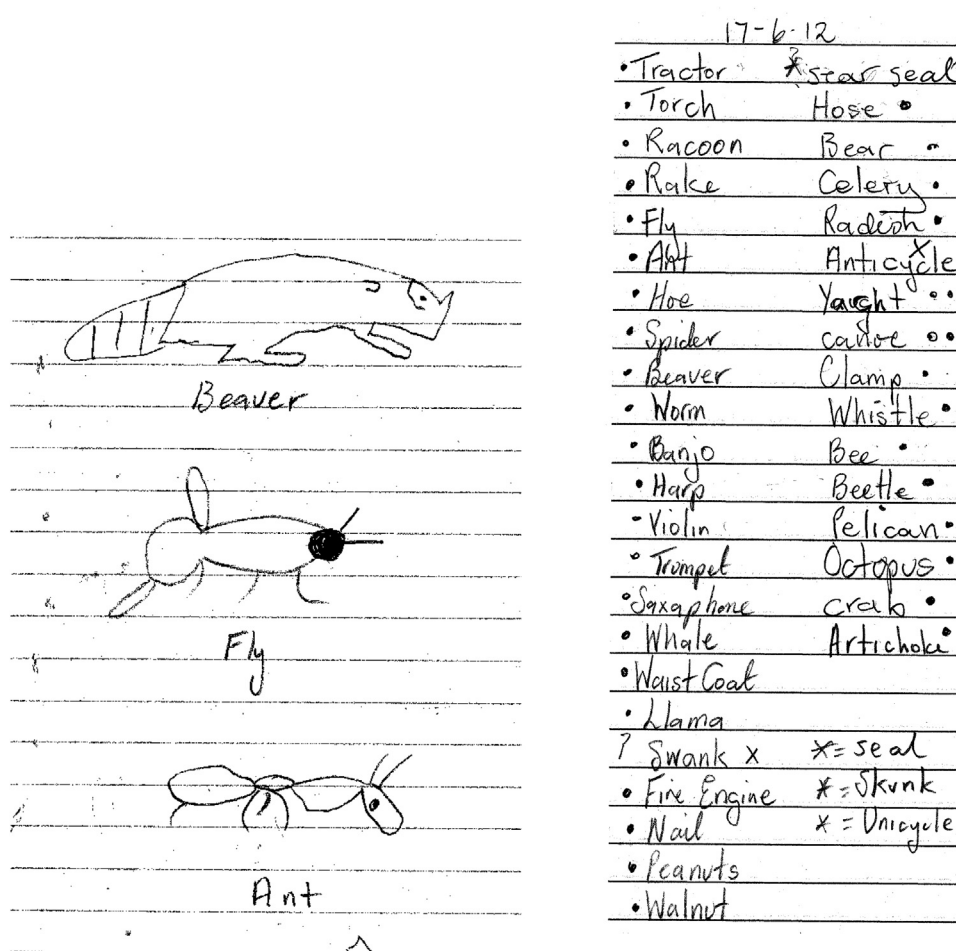 Beaver
Fly
Ant
17-6-12
• Tractor
• Torch
• Racoon
• Rake
• Fly
• Ant
• Hoe
• Spider
• Beaver
• Worm
• Banjo
• Harp
• Violin
• Trumpet
• Saxaphone
• Whale
• Waist Coat
• Llama
? Swank x
• Fire Engine
• Nail
• Peanuts
• Walnut
?* sear seal
Hose •
Bear •
Celery •
Radish •
Anticycle x
Yaught • •
canoe • •
Clamp •
Whistle •
Bee •
Beetle •
Pelican •
Octopus •
crab •
Artichoke •
* = seal
* = Skunk
* = Unicycle